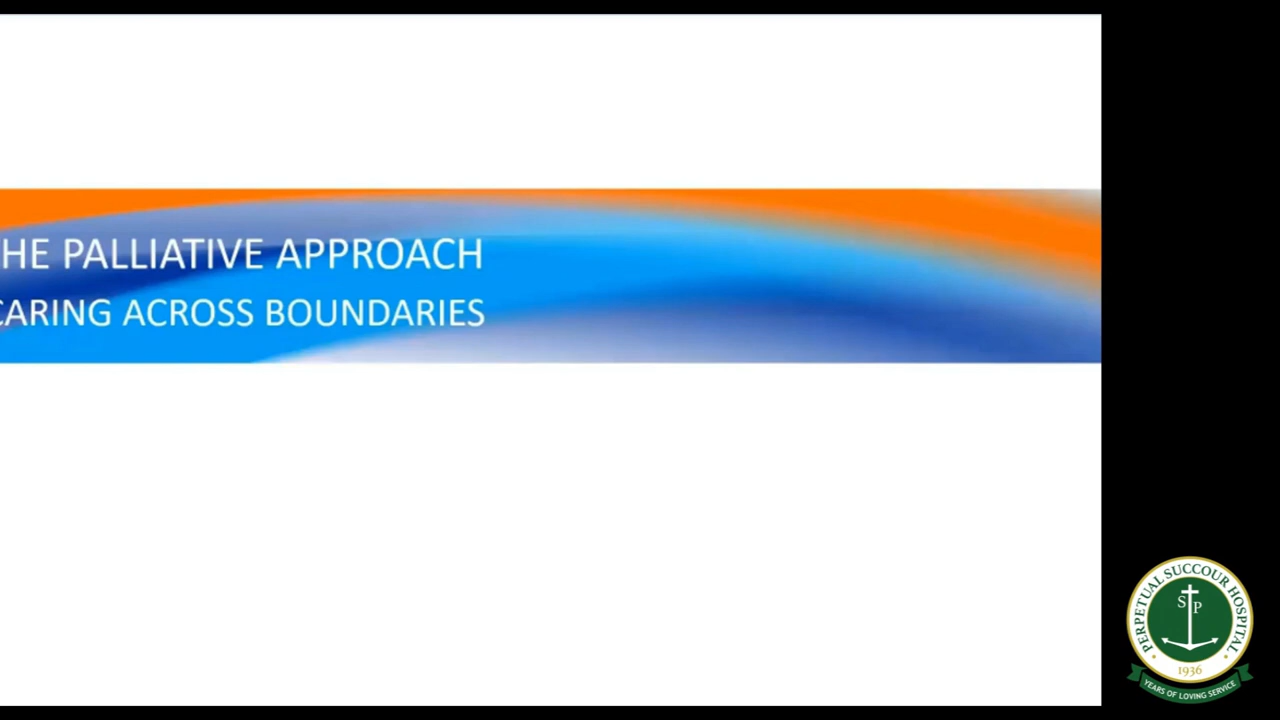 HE PALLIATIVE APPROACH
CARING ACROSS BOUNDARIES
PERPETUAL SUCCOUR HOSPITAL
S P
1936
YEARS OF LOVING SERVICE